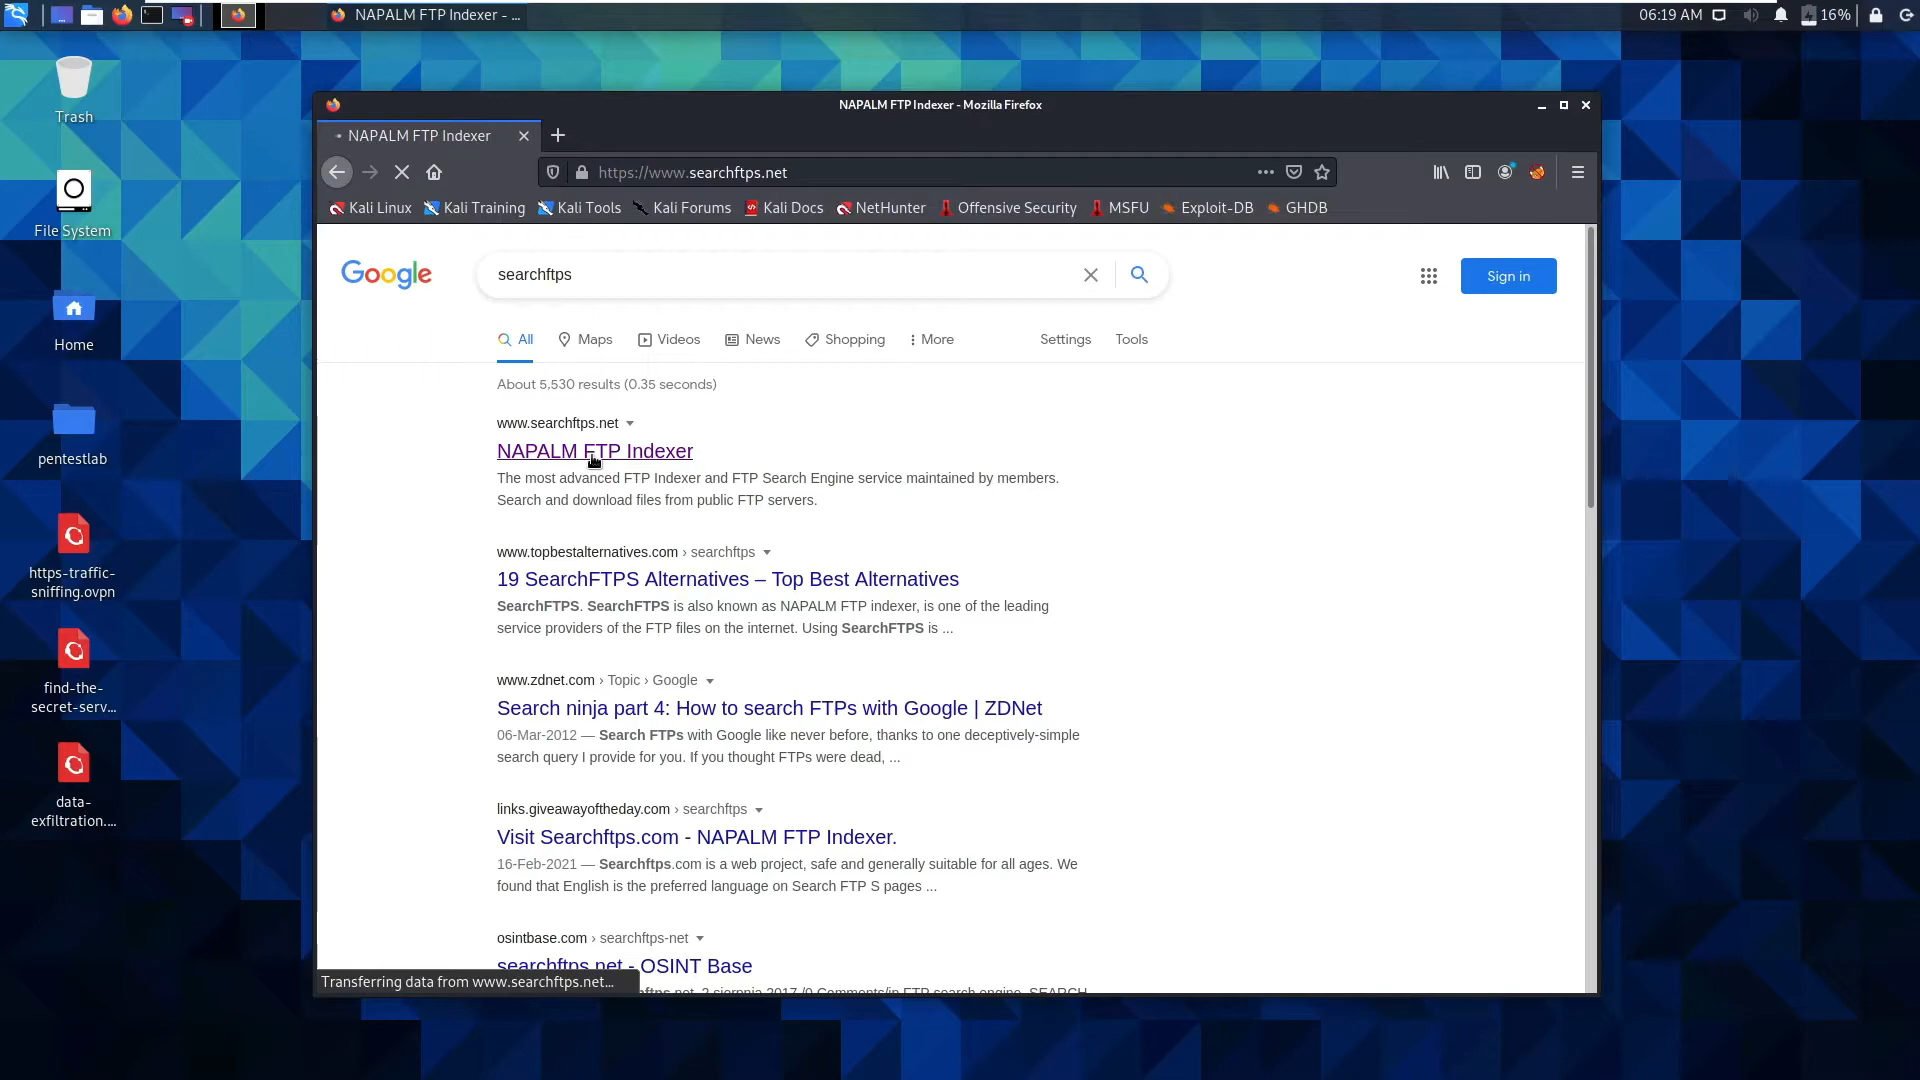 NAPALM FTP Indexer - ...
06:19 AM
16%
Trash
File System
Home
pentestlab
https-traffic-
sniffing.ovpn
find-the-
secret-serv...
data-
exfiltration....
NAPALM FTP Indexer - Mozilla Firefox
NAPALM FTP Indexer
https://www.searchftps.net
Kali Linux Kali Training Kali Tools Kali Forums Kali Docs NetHunter Offensive Security MSFU Exploit-DB GHDB
Google
searchftps
Sign in
All Maps Videos News Shopping More Settings Tools
About 5,530 results (0.35 seconds)
www.searchftps.net
NAPALM FTP Indexer
The most advanced FTP Indexer and FTP Search Engine service maintained by members.
Search and download files from public FTP servers.
www.topbestalternatives.com › searchftps
19 SearchFTPS Alternatives – Top Best Alternatives
SearchFTPS. SearchFTPS is also known as NAPALM FTP indexer, is one of the leading
service providers of the FTP files on the internet. Using SearchFTPS is ...
www.zdnet.com › Topic › Google
Search ninja part 4: How to search FTPs with Google | ZDNet
06-Mar-2012 — Search FTPs with Google like never before, thanks to one deceptively-simple
search query I provide for you. If you thought FTPs were dead, ...
links.giveawayoftheday.com › searchftps
Visit Searchftps.com - NAPALM FTP Indexer.
16-Feb-2021 — Searchftps.com is a web project, safe and generally suitable for all ages. We
found that English is the preferred language on Search FTP S pages ...
osintbase.com › searchftps-net
searchftps net - OSINT Base
Transferring data from www.searchftps.net...